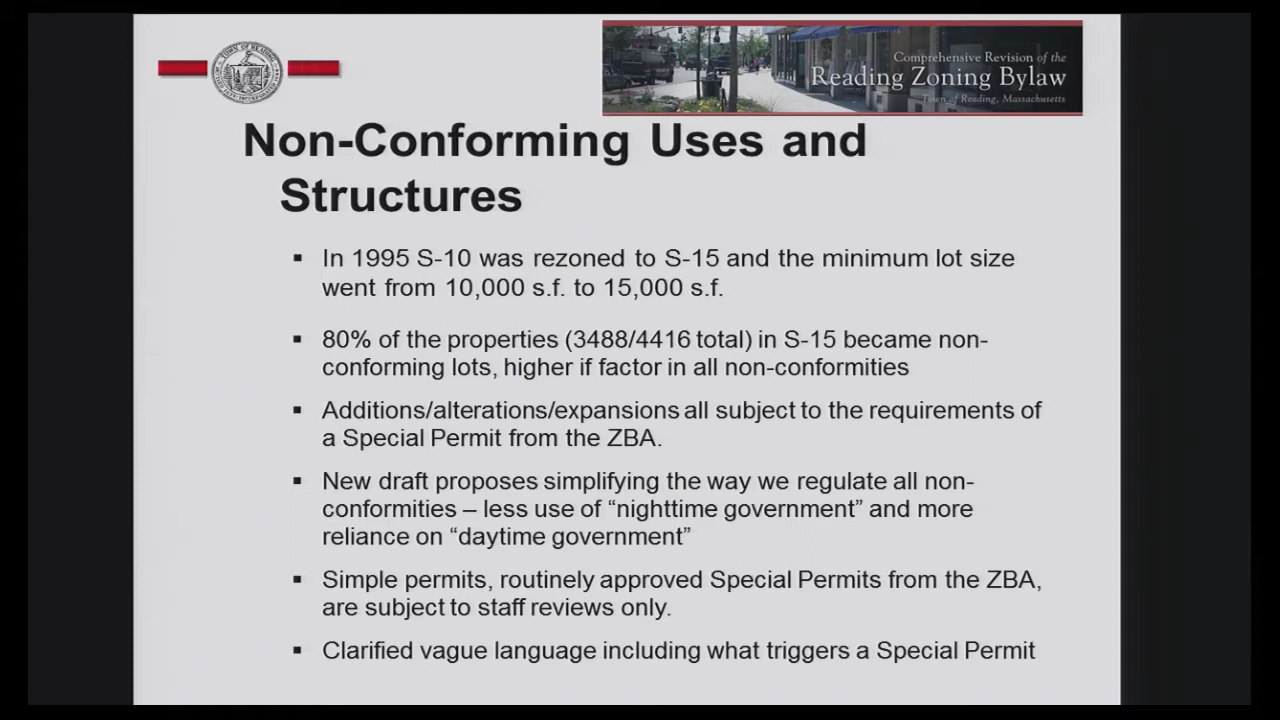 Comprehensive Revision of the
Reading Zoning Bylaw
Town of Reading, Massachusetts
Non-Conforming Uses and
Structures
▪ In 1995 S-10 was rezoned to S-15 and the minimum lot size
went from 10,000 s.f. to 15,000 s.f.
▪ 80% of the properties (3488/4416 total) in S-15 became non-
conforming lots, higher if factor in all non-conformities
▪ Additions/alterations/expansions all subject to the requirements of
a Special Permit from the ZBA.
▪ New draft proposes simplifying the way we regulate all non-
conformities – less use of “nighttime government” and more
reliance on “daytime government”
▪ Simple permits, routinely approved Special Permits from the ZBA,
are subject to staff reviews only.
▪ Clarified vague language including what triggers a Special Permit